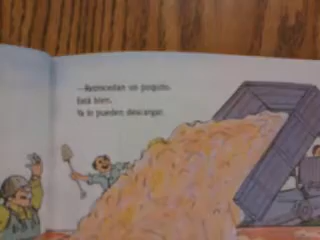 —Retrocedan un poquito.
Está bien.
Ya lo pueden descargar.